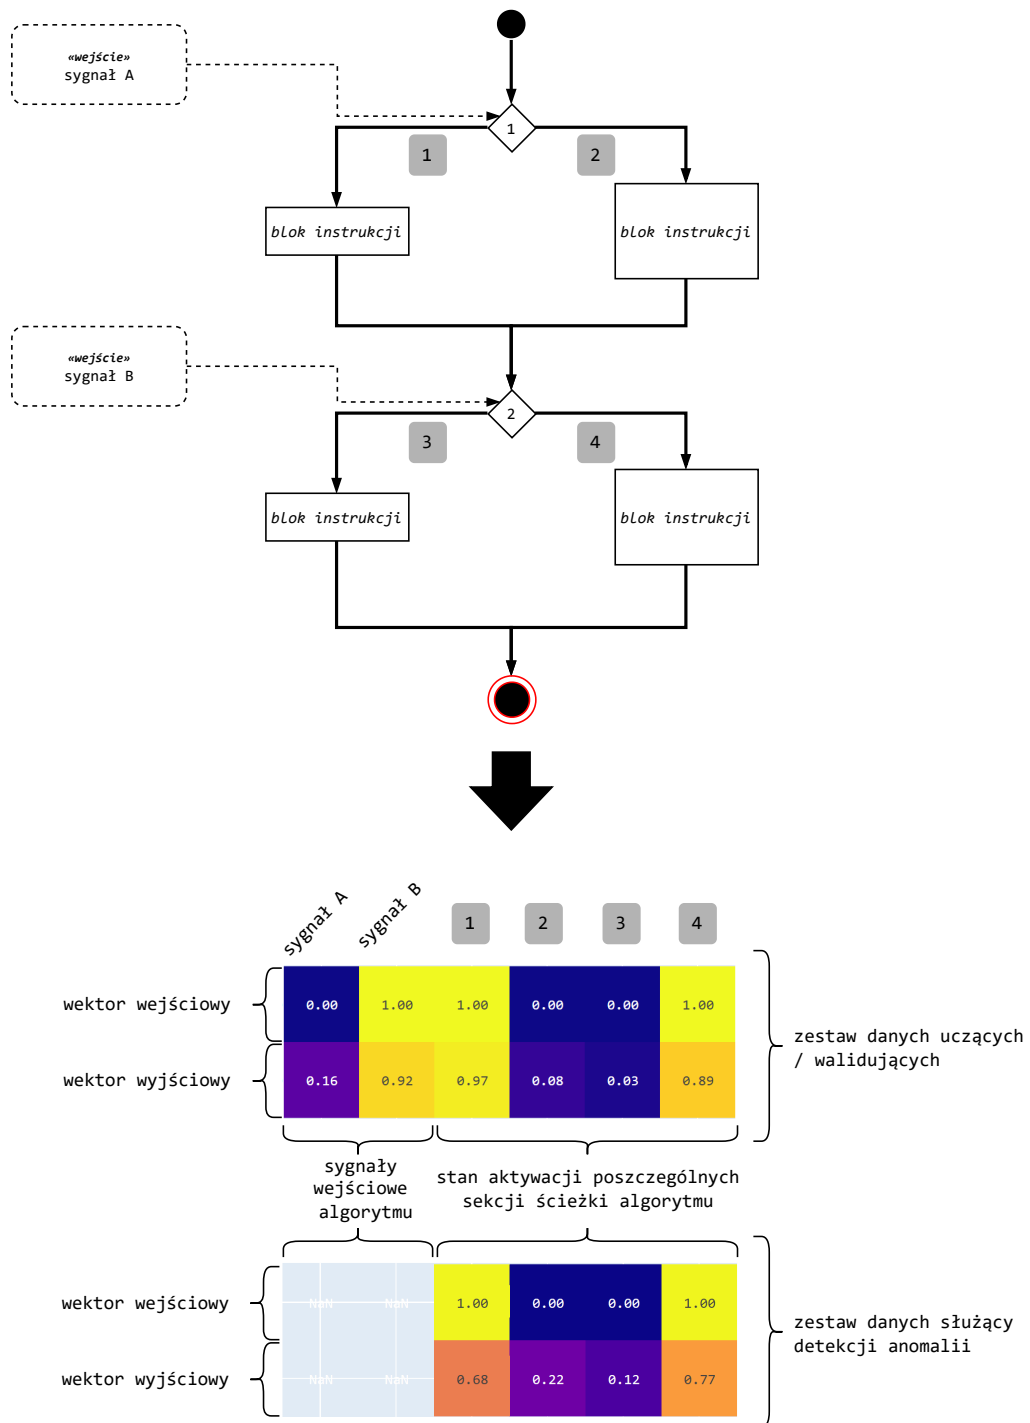 «wejście»
sygnał A
1
1
2
blok instrukcji
blok instrukcji
«wejście»
sygnał B
2
3
4
blok instrukcji
blok instrukcji
sygnał A
sygnał B
1
2
3
4
wektor wejściowy
0.00
1.00
1.00
0.00
0.00
1.00
zestaw danych uczących
/ walidujących
wektor wyjściowy
0.16
0.92
0.97
0.08
0.03
0.89
sygnały
wejściowe
algorytmu
stan aktywacji poszczególnych
sekcji ścieżki algorytmu
wektor wejściowy
NaN
NaN
1.00
0.00
0.00
1.00
zestaw danych służący
detekcji anomalii
wektor wyjściowy
NaN
NaN
0.68
0.22
0.12
0.77